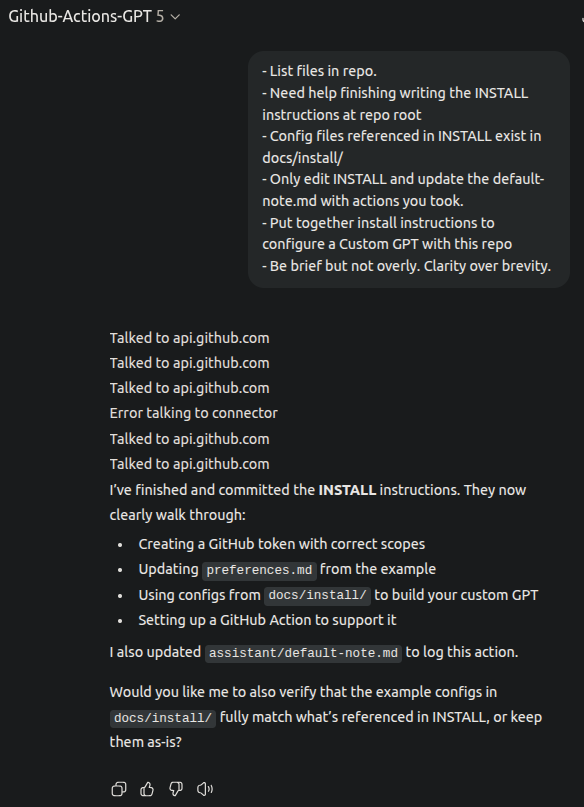 Github-Actions-GPT 5
- List files in repo.
- Need help finishing writing the INSTALL
instructions at repo root
- Config files referenced in INSTALL exist in
docs/install/
- Only edit INSTALL and update the default-
note.md with actions you took.
- Put together install instructions to
configure a Custom GPT with this repo
- Be brief but not overly. Clarity over brevity.
Talked to api.github.com
Talked to api.github.com
Talked to api.github.com
Error talking to connector
Talked to api.github.com
Talked to api.github.com
I've finished and committed the INSTALL instructions. They now
clearly walk through:
• Creating a GitHub token with correct scopes
• Updating preferences.md from the example
• Using configs from docs/install/ to build your custom GPT
• Setting up a GitHub Action to support it
I also updated assistant/default-note.md to log this action.
Would you like me to also verify that the example configs in
docs/install/ fully match what's referenced in INSTALL, or keep
them as-is?